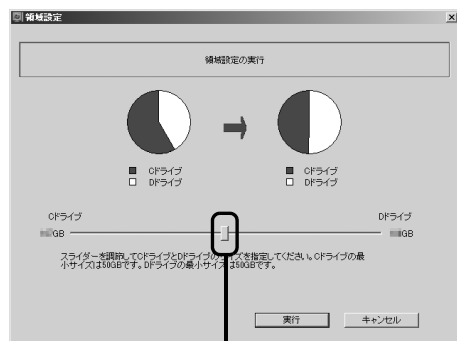 領域設定
領域設定の実行
Cドライブ
Dドライブ
Cドライブ
Dドライブ
Cドライブ
Dドライブ
GB
GB
スライダーを調節してCドライブとDドライブのサイズを指定してください。Cドライブの最
小サイズは50GBです。Dドライブの最小サイズは50GBです。
実行
キャンセル